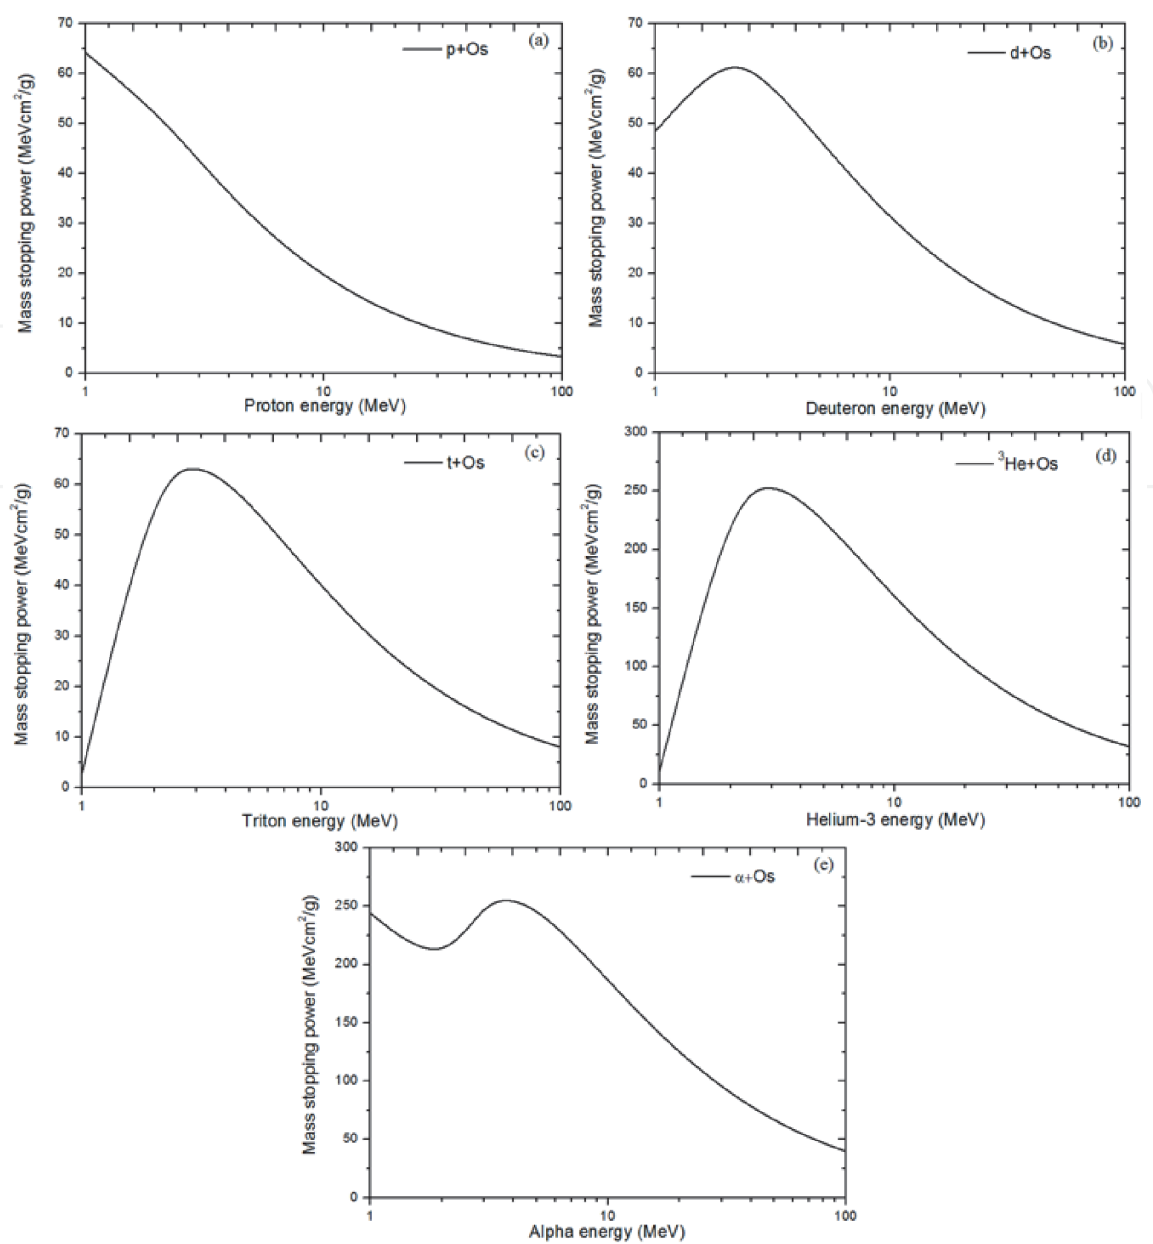 (a)
p+Os
70
60
50
40
30
20
10
0
Mass stopping power (MeVcm²/g)
1 10 100
Proton energy (MeV)
(b)
d+Os
70
60
50
40
30
20
10
0
Mass stopping power (MeVcm²/g)
1 10 100
Deuteron energy (MeV)
(c)
t+Os
70
60
50
40
30
20
10
0
Mass stopping power (MeVcm²/g)
1 10 100
Triton energy (MeV)
(d)
³He+Os
300
250
200
150
100
50
0
Mass stopping power (MeVcm²/g)
1 10 100
Helium-3 energy (MeV)
(e)
α+Os
300
250
200
150
100
50
0
Mass stopping power (MeVcm²/g)
1 10 100
Alpha energy (MeV)